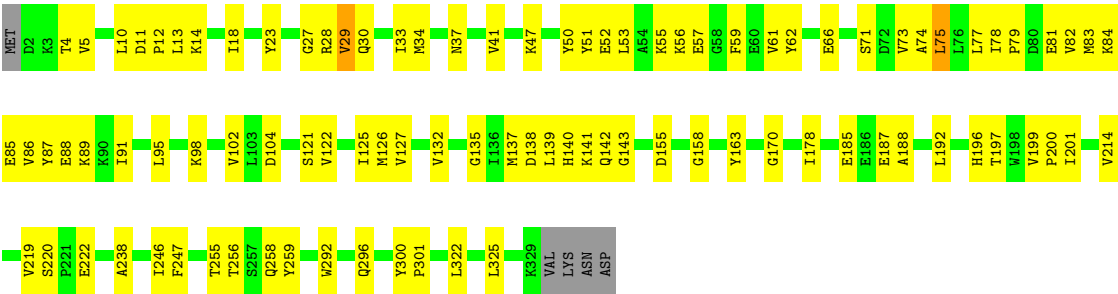 MET D2 K3 T4 V5 L10 D11 P12 L13 K14 I18 Y23 G27 R28 V29 Q30 I33 M34 N37 V41 K47 Y50 Y51 E52 L53 A54 K55 K56 E57 G58 F59 E60 V61 Y62 E66 S71 D72 V73 A74 L75 L76 L77 I78 P79 D80 E81 V82 M83 K84
E85 V86 Y87 E88 K89 K90 I91 L95 K98 V102 L103 D104 S121 V122 I125 M126 V127 V132 G135 I136 M137 D138 L139 H140 K141 Q142 G143 D155 G158 Y163 G170 I178 E185 E186 E187 A188 L192 H196 T197 W198 V199 P200 I201 V214
V219 S220 P221 E222 A238 I246 F247 T255 T256 S257 Q258 Y259 W292 Q296 Y300 P301 L322 L325 K329 VAL LYS ASN ASP